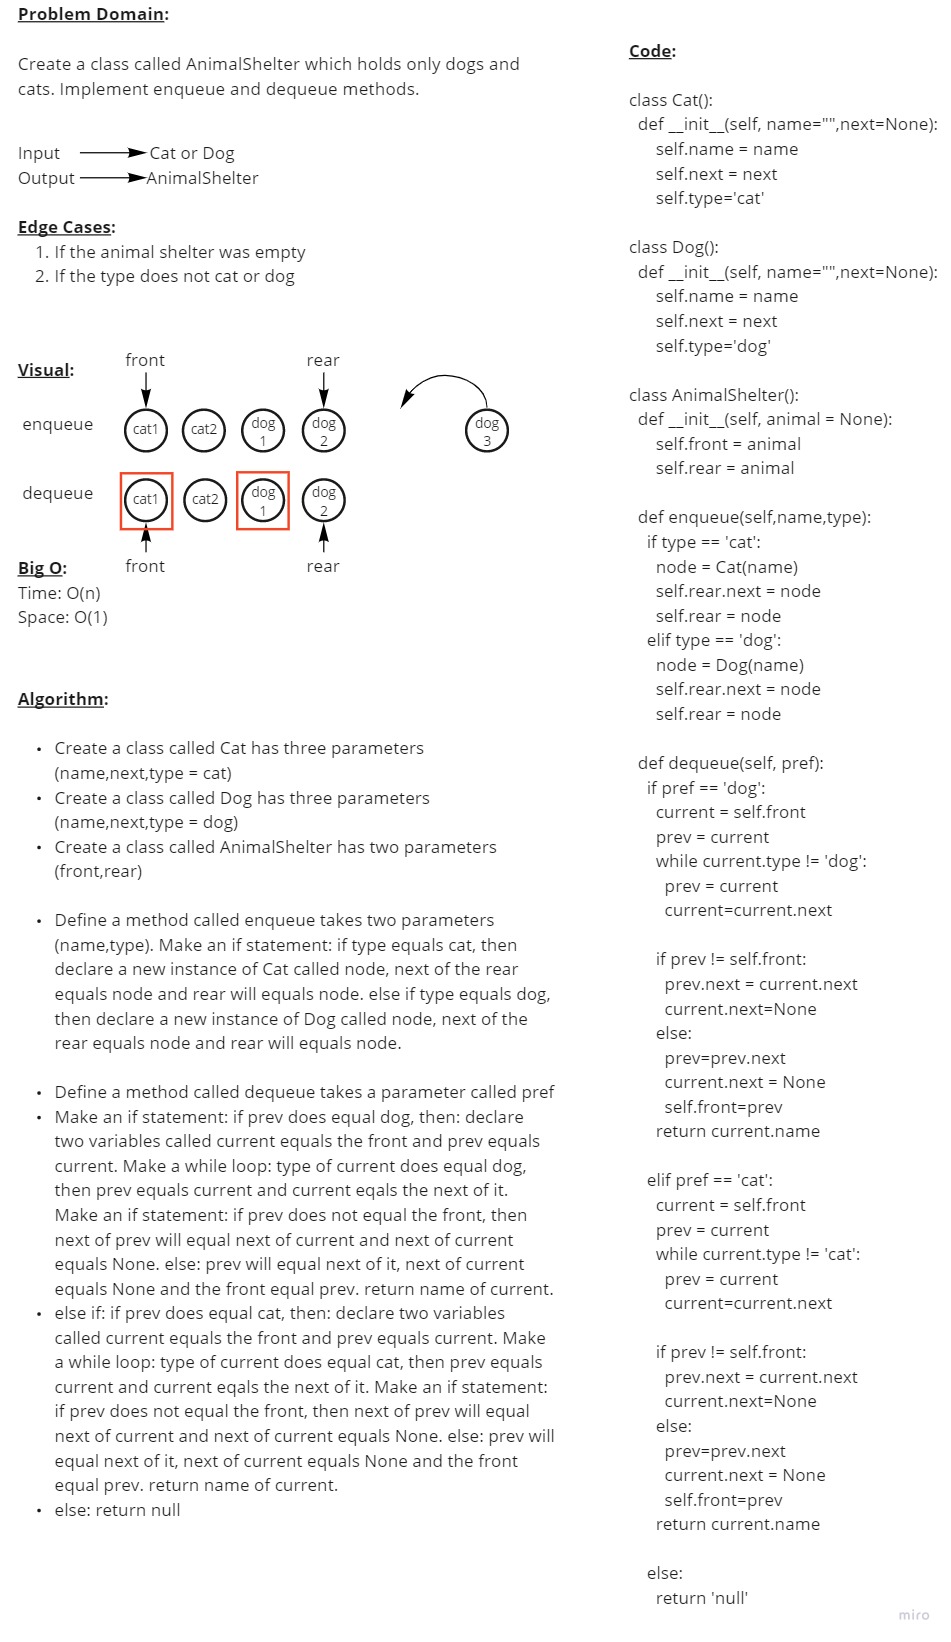 Problem Domain:
Create a class called AnimalShelter which holds only dogs and
cats. Implement enqueue and dequeue methods.
Input Cat or Dog
Output AnimalShelter
Edge Cases:
1. If the animal shelter was empty
2. If the type does not cat or dog
Visual:
front rear
enqueue
cat1 cat2 dog 1 dog 2 dog 3
dequeue
cat1 cat2 dog 1 dog 2
front rear
Big O:
Time: O(n)
Space: O(1)
Algorithm:
• Create a class called Cat has three parameters
(name,next,type = cat)
• Create a class called Dog has three parameters
(name,next,type = dog)
• Create a class called AnimalShelter has two parameters
(front,rear)
• Define a method called enqueue takes two parameters
(name,type). Make an if statement: if type equals cat, then
declare a new instance of Cat called node, next of the rear
equals node and rear will equals node. else if type equals dog,
then declare a new instance of Dog called node, next of the
rear equals node and rear will equals node.
• Define a method called dequeue takes a parameter called pref
• Make an if statement: if prev does equal dog, then: declare
two variables called current equals the front and prev equals
current. Make a while loop: type of current does equal dog,
then prev equals current and current eqals the next of it.
Make an if statement: if prev does not equal the front, then
next of prev will equal next of current and next of current
equals None. else: prev will equal next of it, next of current
equals None and the front equal prev. return name of current.
• else if: if prev does equal cat, then: declare two variables
called current equals the front and prev equals current. Make
a while loop: type of current does equal cat, then prev equals
current and current eqals the next of it. Make an if statement:
if prev does not equal the front, then next of prev will equal
next of current and next of current equals None. else: prev will
equal next of it, next of current equals None and the front
equal prev. return name of current.
• else: return null
Code:
class Cat():
def __init__(self, name="",next=None):
self.name = name
self.next = next
self.type='cat'
class Dog():
def __init__(self, name="",next=None):
self.name = name
self.next = next
self.type='dog'
class AnimalShelter():
def __init__(self, animal = None):
self.front = animal
self.rear = animal
def enqueue(self,name,type):
if type == 'cat':
node = Cat(name)
self.rear.next = node
self.rear = node
elif type == 'dog':
node = Dog(name)
self.rear.next = node
self.rear = node
def dequeue(self, pref):
if pref == 'dog':
current = self.front
prev = current
while current.type != 'dog':
prev = current
current=current.next
if prev != self.front:
prev.next = current.next
current.next=None
else:
prev=prev.next
current.next = None
self.front=prev
return current.name
elif pref == 'cat':
current = self.front
prev = current
while current.type != 'cat':
prev = current
current=current.next
if prev != self.front:
prev.next = current.next
current.next=None
else:
prev=prev.next
current.next = None
self.front=prev
return current.name
else:
return 'null'
miro